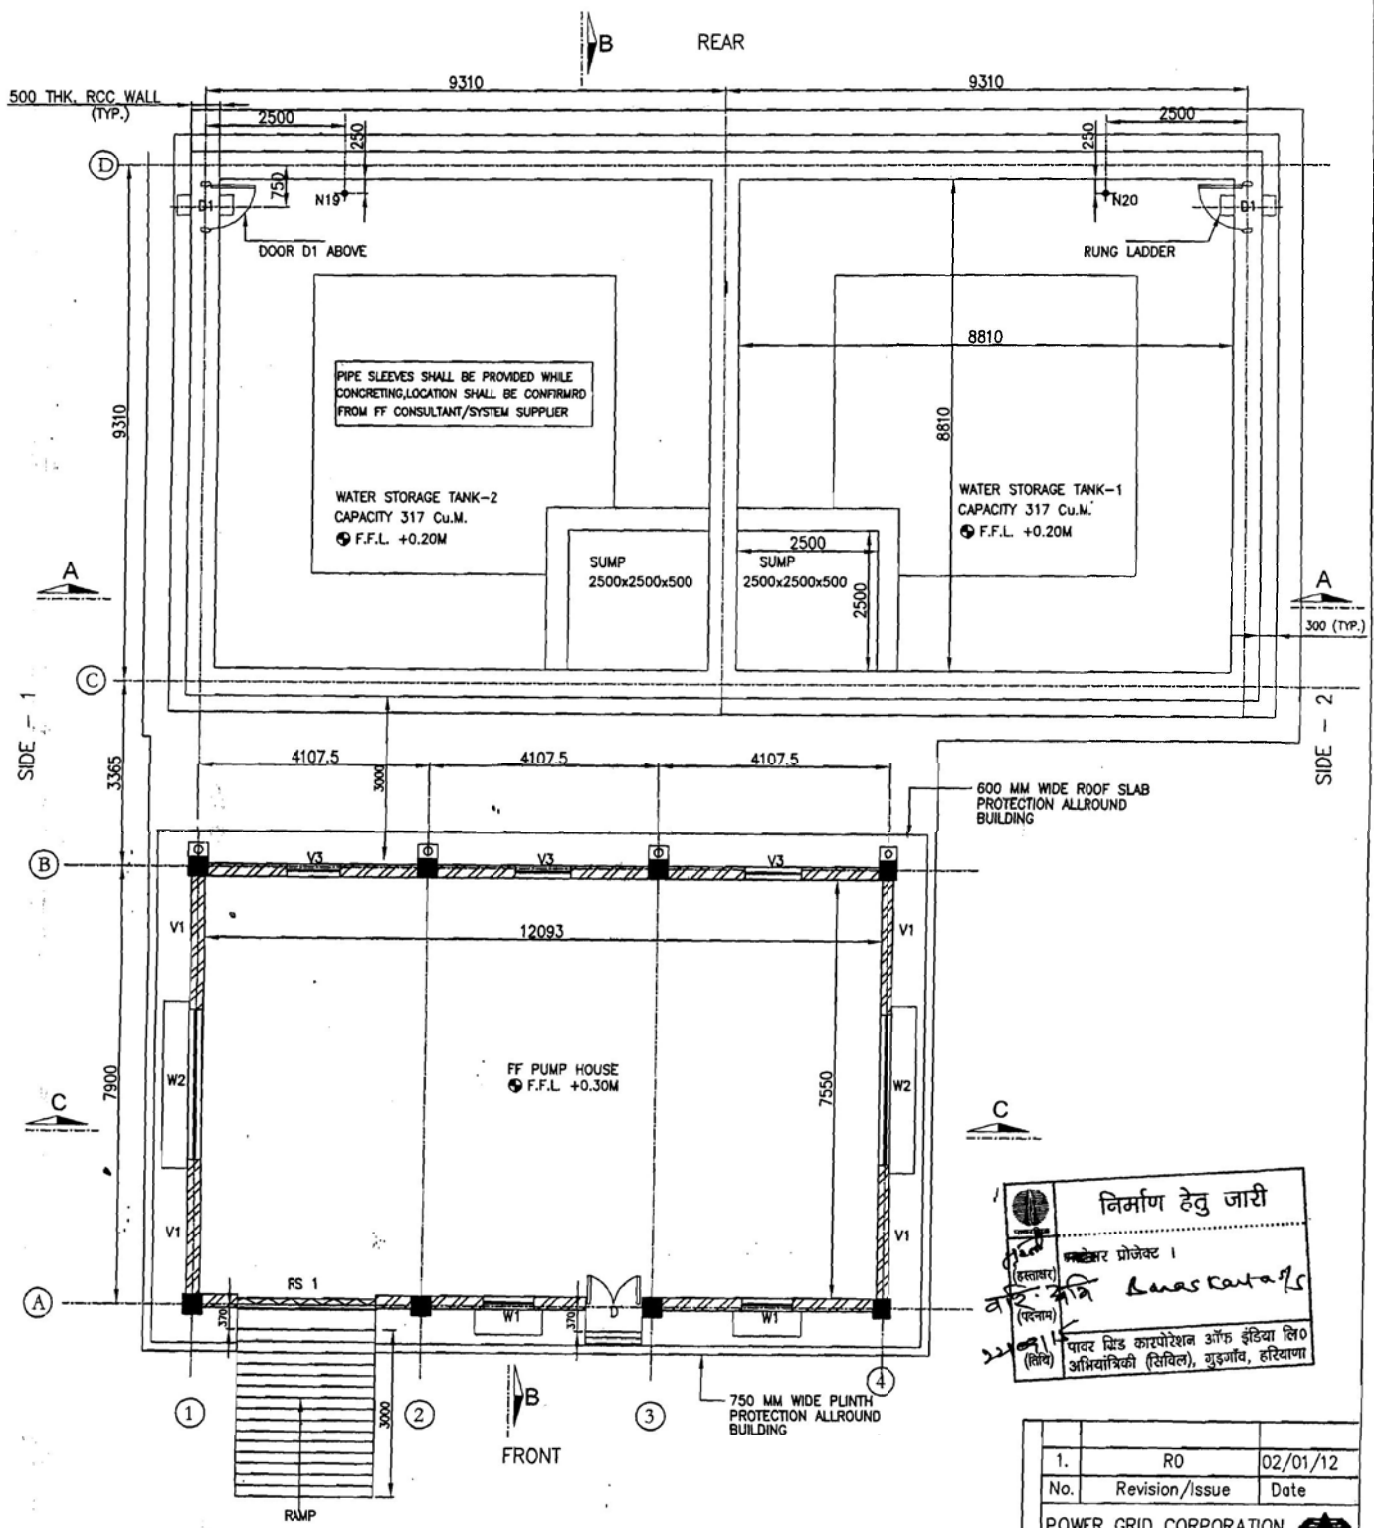 B
REAR
9310
9310
500 THK. RCC WALL
(TYP.)
2500
250
250
2500
D
750
N19
N20
D1
D1
DOOR D1 ABOVE
RUNG LADDER
8810
PIPE SLEEVES SHALL BE PROVIDED WHILE
CONCRETING,LOCATION SHALL BE CONFIRMRD
FROM FF CONSULTANT/SYSTEM SUPPLIER
9310
8810
WATER STORAGE TANK-2
CAPACITY 317 Cu.M.
F.F.L. +0.20M
WATER STORAGE TANK-1
CAPACITY 317 Cu.M.
F.F.L. +0.20M
2500
SUMP
2500x2500x500
SUMP
2500x2500x500
2500
A
A
300 (TYP.)
C
SIDE - 1
SIDE - 2
3365
4107.5
4107.5
4107.5
3000
600 MM WIDE ROOF SLAB
PROTECTION ALLROUND
BUILDING
B
V3
V3
V3
V1
V1
12093
FF PUMP HOUSE
F.F.L. +0.30M
7900
7550
W2
W2
C
C
V1
V1
RS 1
A
370
W1
370
D
W1
1
2
3
4
3000
B
FRONT
750 MM WIDE PLINTH
PROTECTION ALLROUND
BUILDING
RAMP
निर्माण हेतु जारी
प्रोजेक्ट ।
(हस्ताक्षर)
Banaskanta S/S
(पदनाम)
(तिथि)
पावर ग्रिड कारपोरेशन ऑफ इंडिया लि०
अभियांत्रिकी (सिविल), गुड़गाँव, हरियाणा
1. R0 02/01/12
No. Revision/Issue Date
POWER GRID CORPORATION